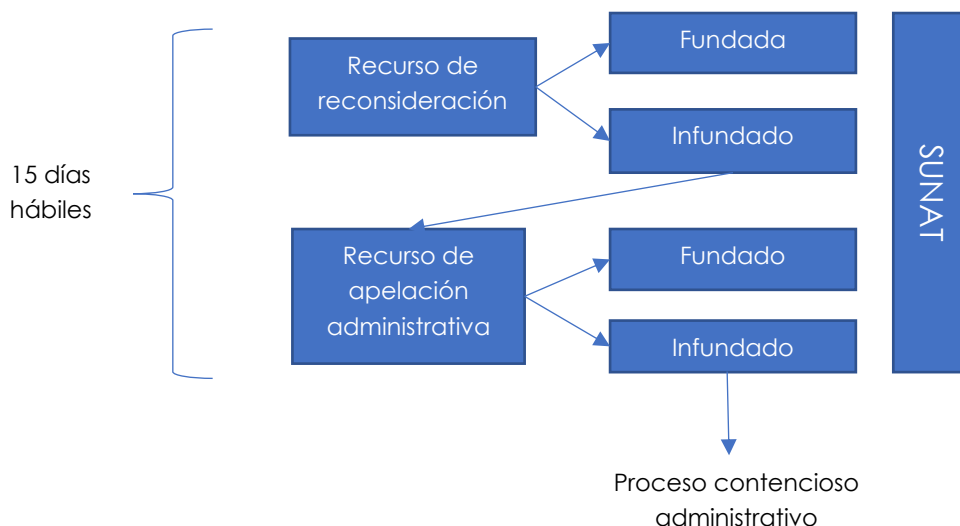 15 días
hábiles
Recurso de
reconsideración
Fundada
Infundado
Recurso de
apelación
administrativa
Fundado
Infundado
SUNAT
Proceso contencioso
administrativo